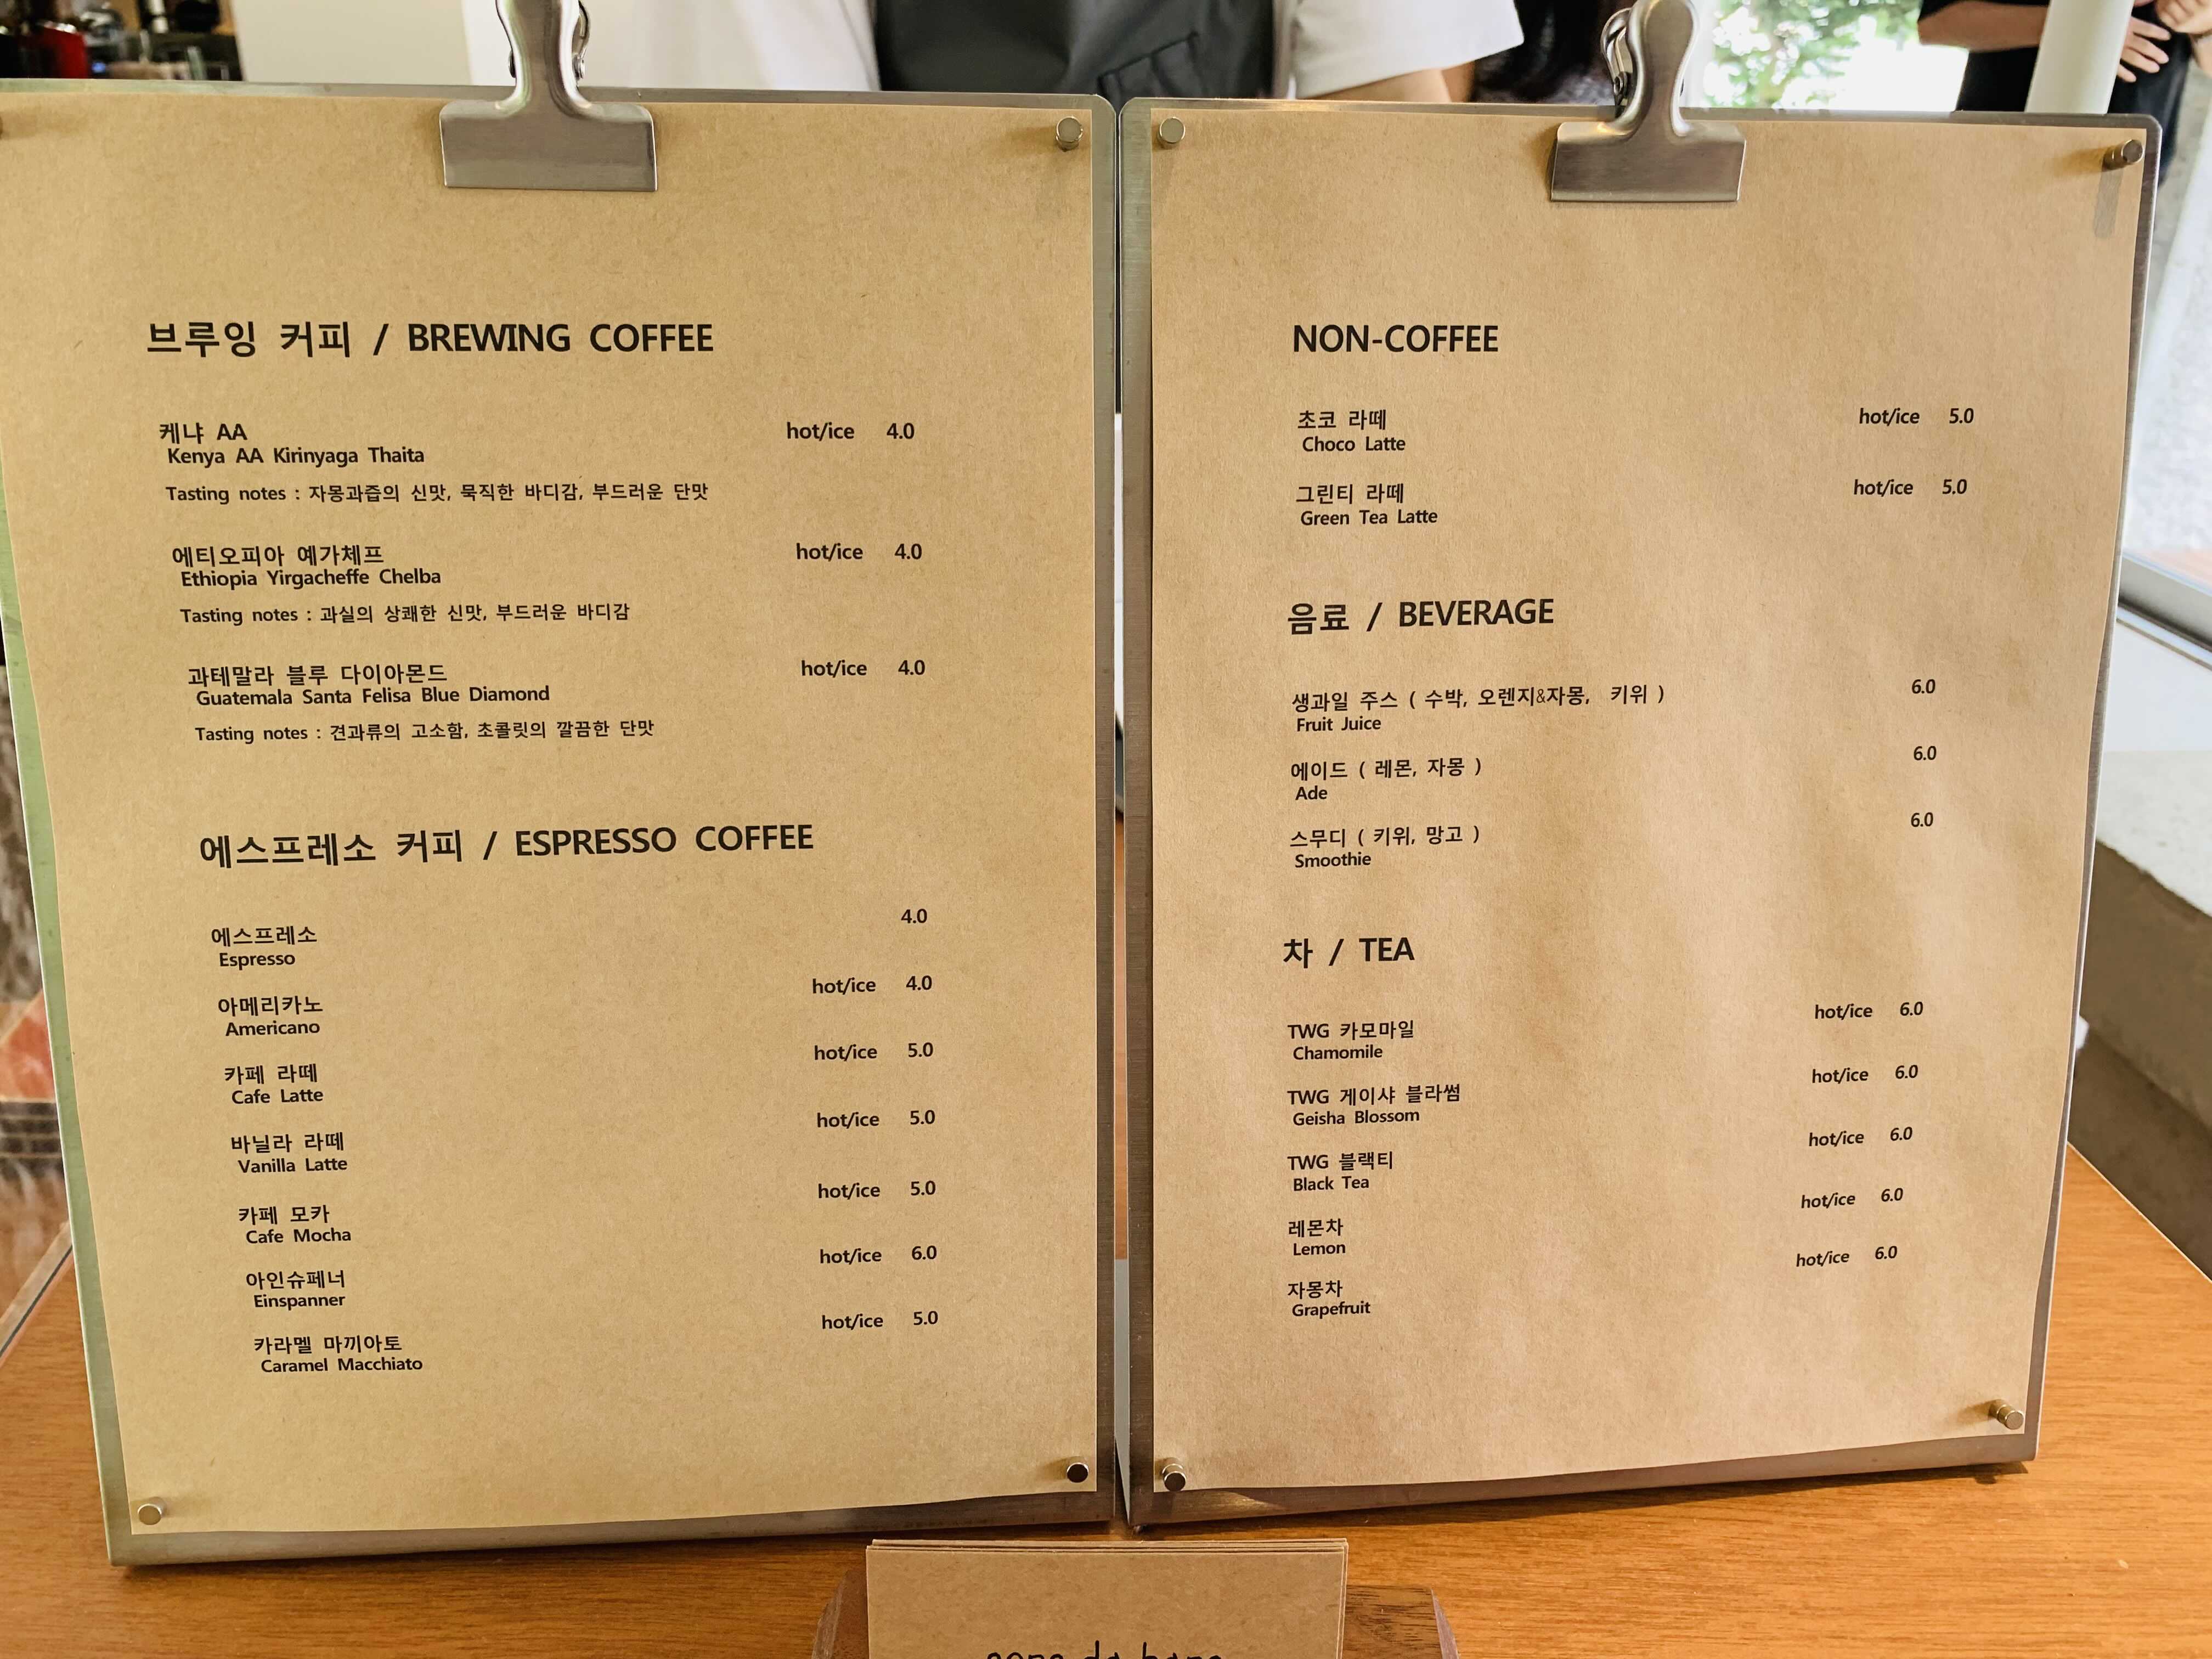 브루잉 커피 / BREWING COFFEE
케냐 AA hot/ice 4.0
Kenya AA Kirinyaga Thaita
Tasting notes : 자몽과즙의 신맛, 묵직한 바디감, 부드러운 단맛
에티오피아 예가체프 hot/ice 4.0
Ethiopia Yirgacheffe Chelba
Tasting notes : 과실의 상쾌한 신맛, 부드러운 바디감
과테말라 블루 다이아몬드 hot/ice 4.0
Guatemala Santa Felisa Blue Diamond
Tasting notes : 견과류의 고소함, 초콜릿의 깔끔한 단맛
에스프레소 커피 / ESPRESSO COFFEE
에스프레소 4.0
Espresso
아메리카노 hot/ice 4.0
Americano
카페 라떼 hot/ice 5.0
Cafe Latte
바닐라 라떼 hot/ice 5.0
Vanilla Latte
카페 모카 hot/ice 5.0
Cafe Mocha
아인슈페너 hot/ice 6.0
Einspanner
카라멜 마끼아토 hot/ice 5.0
Caramel Macchiato
NON-COFFEE
초코 라떼 hot/ice 5.0
Choco Latte
그린티 라떼 hot/ice 5.0
Green Tea Latte
음료 / BEVERAGE
생과일 주스 ( 수박, 오렌지&자몽, 키위 ) 6.0
Fruit Juice
에이드 ( 레몬, 자몽 ) 6.0
Ade
스무디 ( 키위, 망고 ) 6.0
Smoothie
차 / TEA
TWG 카모마일 hot/ice 6.0
Chamomile
TWG 게이샤 블라썸 hot/ice 6.0
Geisha Blossom
TWG 블랙티 hot/ice 6.0
Black Tea
레몬차 hot/ice 6.0
Lemon
자몽차 hot/ice 6.0
Grapefruit